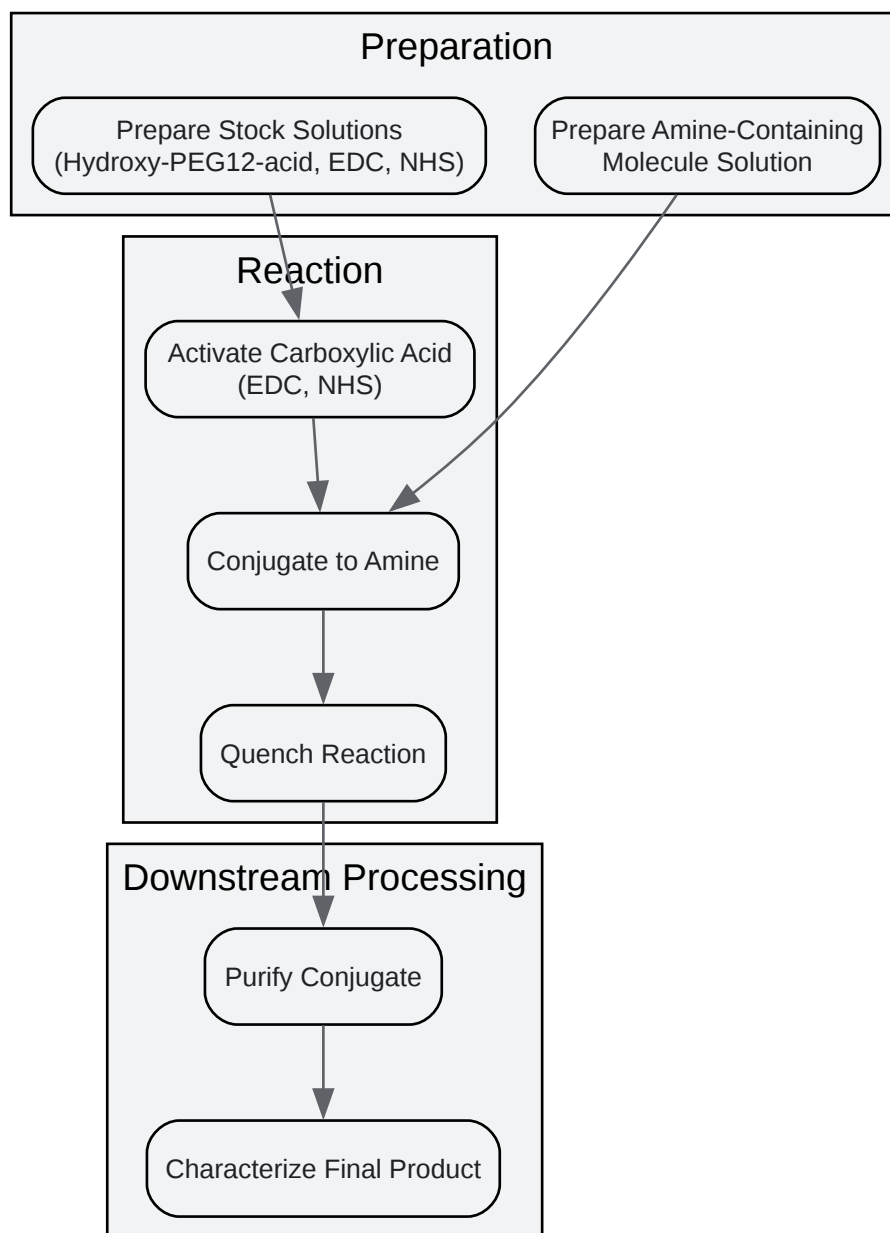 Preparation
Prepare Stock Solutions
(Hydroxy-PEG12-acid, EDC, NHS)
Prepare Amine-Containing
Molecule Solution
Reaction
Activate Carboxylic Acid
(EDC, NHS)
Conjugate to Amine
Quench Reaction
Downstream Processing
Purify Conjugate
Characterize Final Product